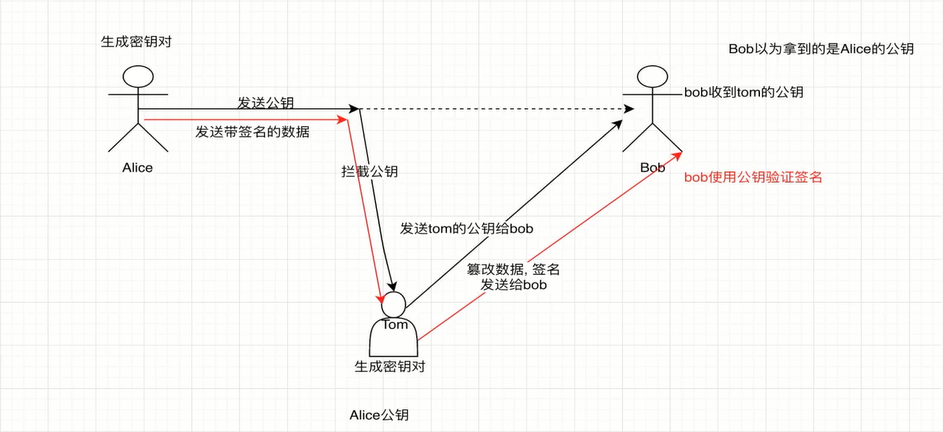 生成密钥对
Bob以为拿到的是Alice的公钥
bob收到tom的公钥
发送公钥
发送带签名的数据
Alice
Bob
拦截公钥
bob使用公钥验证签名
发送tom的公钥给bob
篡改数据, 签名
发送给bob
Tom
生成密钥对
Alice公钥